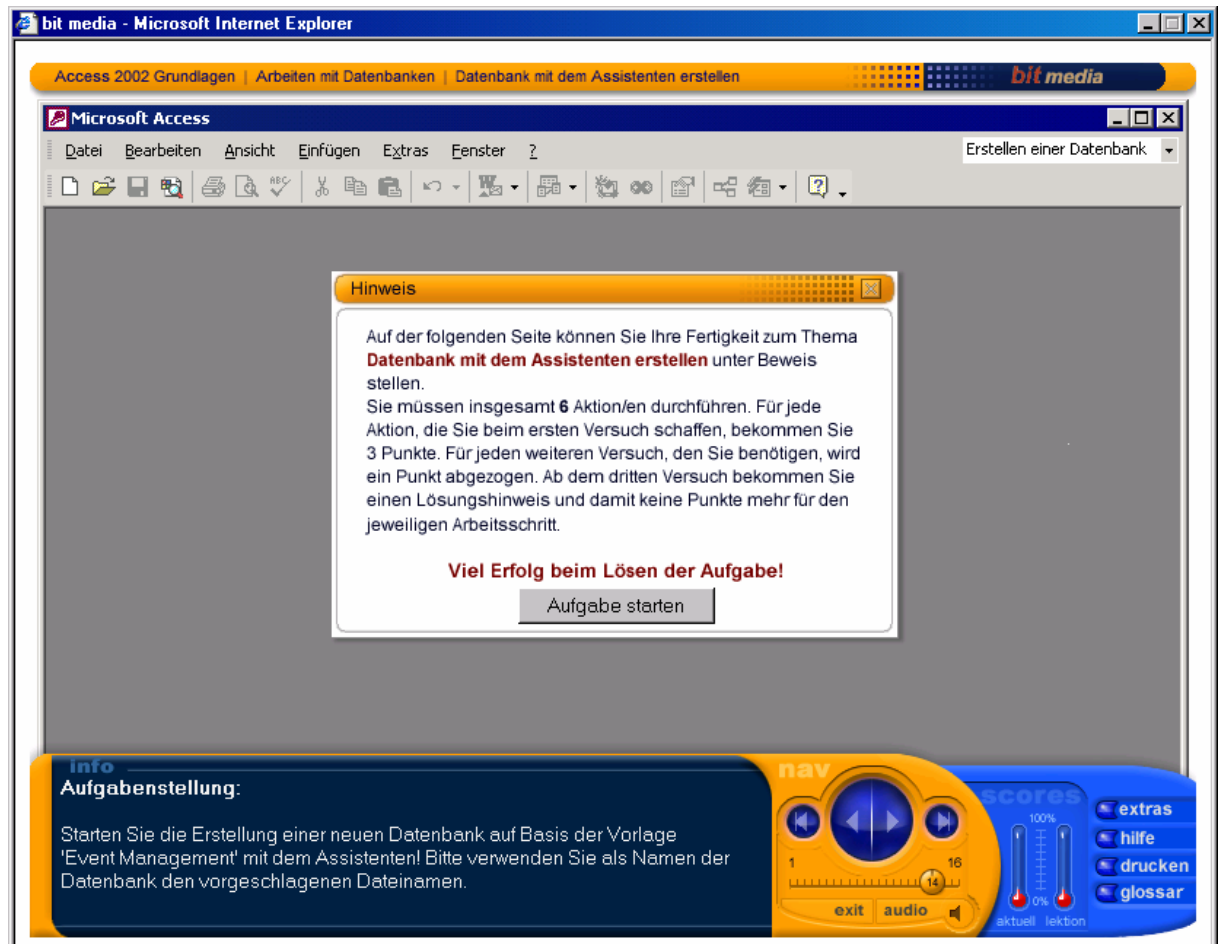 bit media - Microsoft Internet Explorer
Access 2002 Grundlagen | Arbeiten mit Datenbanken | Datenbank mit dem Assistenten erstellen
bit media
Microsoft Access
Datei Bearbeiten Ansicht Einfügen Extras Fenster ?
Erstellen einer Datenbank
Hinweis
Auf der folgenden Seite können Sie Ihre Fertigkeit zum Thema
Datenbank mit dem Assistenten erstellen unter Beweis
stellen.
Sie müssen insgesamt 6 Aktion/en durchführen. Für jede
Aktion, die Sie beim ersten Versuch schaffen, bekommen Sie
3 Punkte. Für jeden weiteren Versuch, den Sie benötigen, wird
ein Punkt abgezogen. Ab dem dritten Versuch bekommen Sie
einen Lösungshinweis und damit keine Punkte mehr für den
jeweiligen Arbeitsschritt.
Viel Erfolg beim Lösen der Aufgabe!
Aufgabe starten
info
Aufgabenstellung:
Starten Sie die Erstellung einer neuen Datenbank auf Basis der Vorlage
'Event Management' mit dem Assistenten! Bitte verwenden Sie als Namen der
Datenbank den vorgeschlagenen Dateinamen.
nav
1 16
14
exit audio
scores
100%
0%
aktuell lektion
extras
hilfe
drucken
glossar